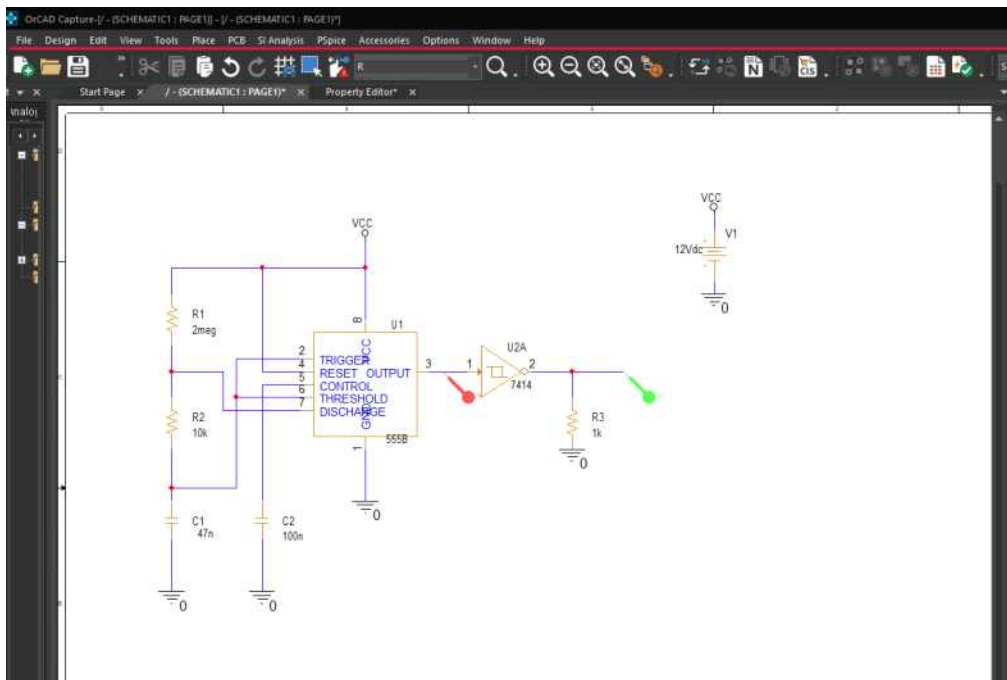 OrCAD Capture-[/ - (SCHEMATIC1 : PAGE1)] - [/ - (SCHEMATIC1 : PAGE1)*]
File Design Edit View Tools Place PCB SI Analysis PSpice Accessories Options Window Help
R
N
CIS
Start Page / - (SCHEMATIC1 : PAGE1)* Property Editor*
VCC
V1
12Vdc
0
VCC
R1
2meg
8
U1
VCC
2 TRIGGER
4 RESET OUTPUT 3
5 CONTROL
6 THRESHOLD
7 DISCHANGE
GND
555B
1
0
U2A
1 2
7414
R2
10k
R3
1k
0
C1
47n
C2
100n
0
0